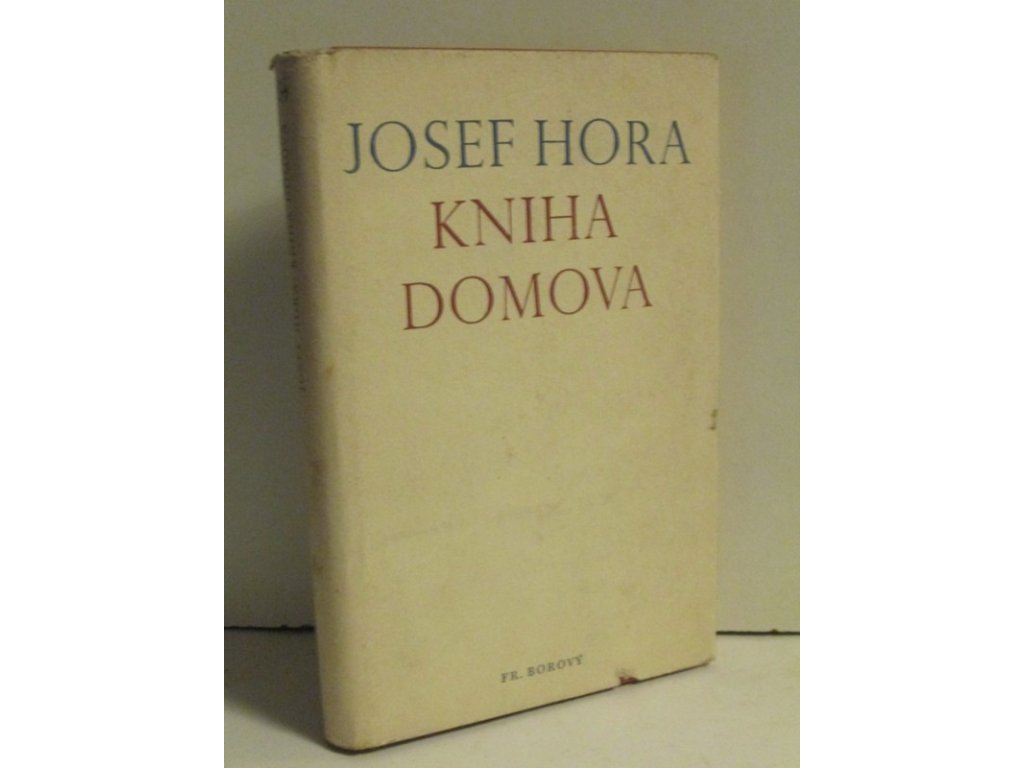 JOSEF HORA
KNIHA
DOMOVA
FR. BOROVÝ